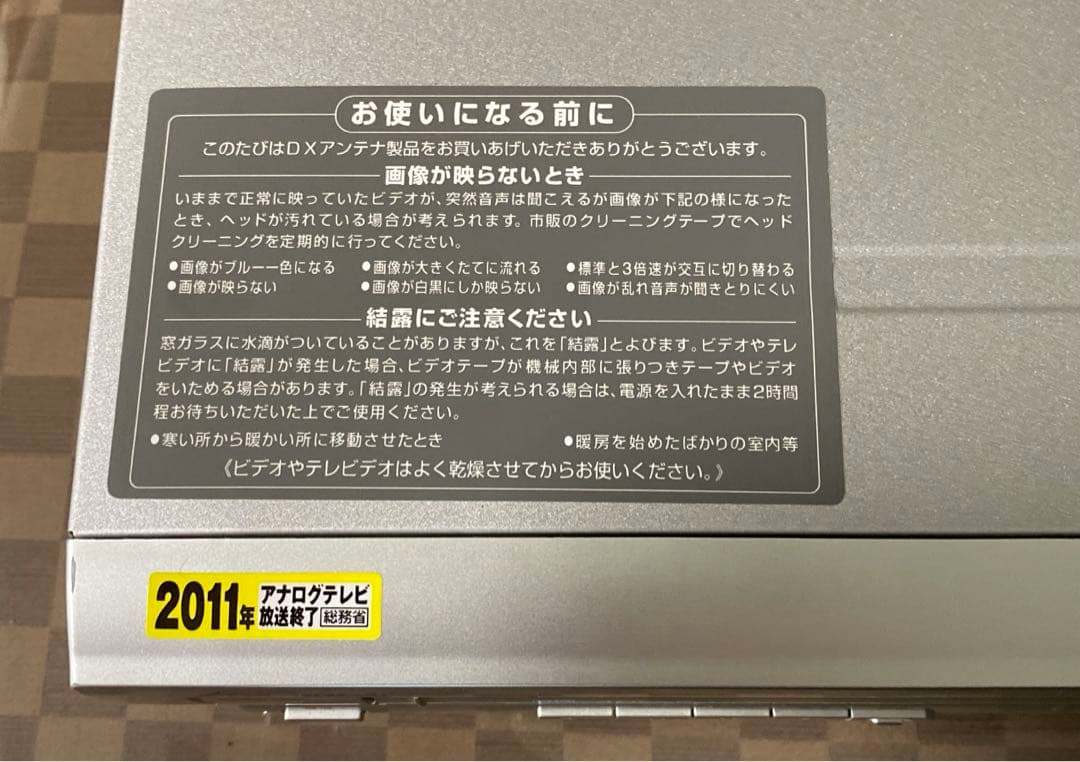 お使いになる前に
このたびはDXアンテナ製品をお買いあげいただきありがとうございます。
画像が映らないとき
いままで正常に映っていたビデオが、突然音声は聞こえるが画像が下記の様になった
とき、ヘッドが汚れている場合が考えられます。市販のクリーニングテープでヘッド
クリーニングを定期的に行ってください。
●画像がブルー一色になる ●画像が大きくたてに流れる ●標準と3倍速が交互に切り替わる
●画像が映らない ●画像が白黒にしか映らない ●画像が乱れ音声が聞きとりにくい
結露にご注意ください
窓ガラスに水滴がついていることがありますが、これを「結露」とよびます。ビデオやテレ
ビデオに「結露」が発生した場合、ビデオテープが機械内部に張りつきテープやビデオ
をいためる場合があります。「結露」の発生が考えられる場合は、電源を入れたまま2時間
程お待ちいただいた上でご使用ください。
●寒い所から暖かい所に移動させたとき ●暖房を始めたばかりの室内等
《ビデオやテレビデオはよく乾燥させてからお使いください。》
2011年 アナログテレビ
放送終了 総務省